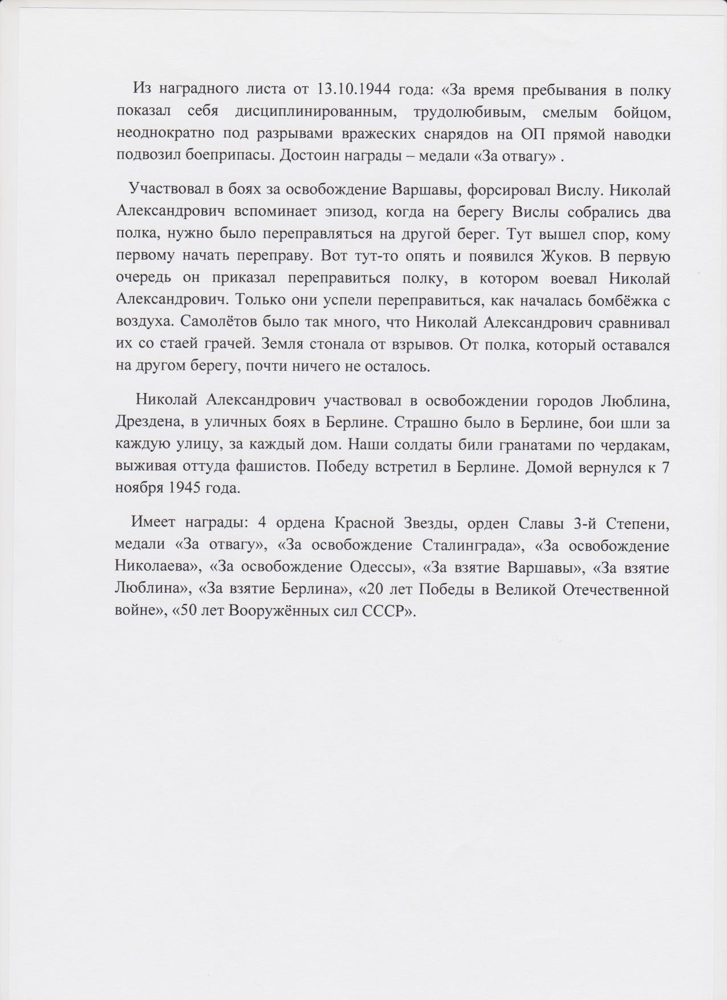 Из наградного листа от 13.10.1944 года: «За время пребывания в полку
показал себя дисциплинированным, трудолюбивым, смелым бойцом,
неоднократно под разрывами вражеских снарядов на ОП прямой наводки
подвозил боеприпасы. Достоин награды – медали «За отвагу» .
Участвовал в боях за освобождение Варшавы, форсировал Вислу. Николай
Александрович вспоминает эпизод, когда на берегу Вислы собрались два
полка, нужно было переправляться на другой берег. Тут вышел спор, кому
первому начать переправу. Вот тут-то опять и появился Жуков. В первую
очередь он приказал переправиться полку, в котором воевал Николай
Александрович. Только они успели переправиться, как началась бомбёжка с
воздуха. Самолётов было так много, что Николай Александрович сравнивал
их со стаей грачей. Земля стонала от взрывов. От полка, который оставался
на другом берегу, почти ничего не осталось.
Николай Александрович участвовал в освобождении городов Люблина,
Дрездена, в уличных боях в Берлине. Страшно было в Берлине, бои шли за
каждую улицу, за каждый дом. Наши солдаты били гранатами по чердакам,
выживая оттуда фашистов. Победу встретил в Берлине. Домой вернулся к 7
ноября 1945 года.
Имеет награды: 4 ордена Красной Звезды, орден Славы 3-й Степени,
медали «За отвагу», «За освобождение Сталинграда», «За освобождение
Николаева», «За освобождение Одессы», «За взятие Варшавы», «За взятие
Люблина», «За взятие Берлина», «20 лет Победы в Великой Отечественной
войне», «50 лет Вооружённых сил СССР».